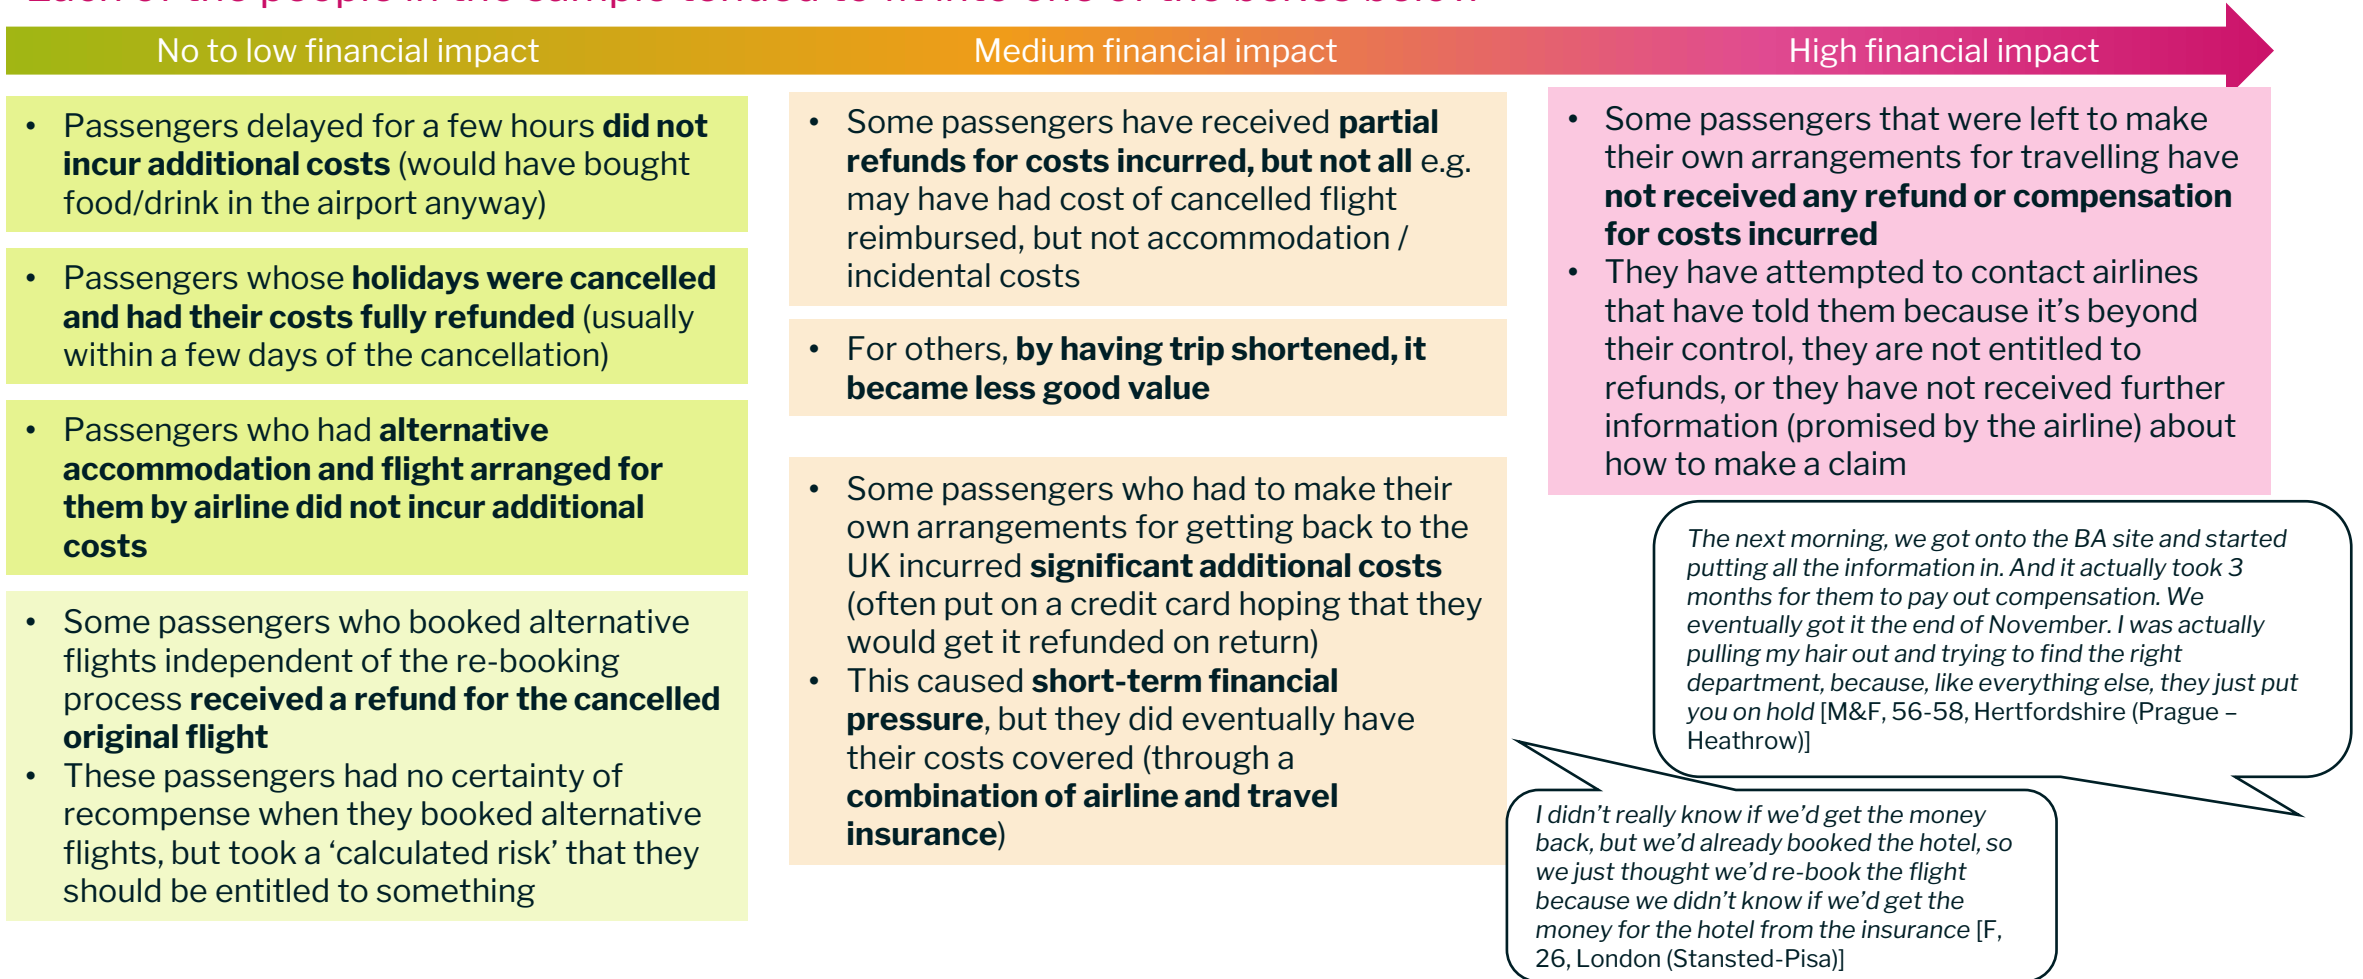 Each of the people in the sample tended to fit into one of the boxes below
No to low financial impact
Medium financial impact
High financial impact
• Passengers delayed for a few hours did not
incur additional costs (would have bought
food/drink in the airport anyway)
• Passengers whose holidays were cancelled
and had their costs fully refunded (usually
within a few days of the cancellation)
• Passengers who had alternative
accommodation and flight arranged for
them by airline did not incur additional
costs
• Some passengers who booked alternative
flights independent of the re-booking
process received a refund for the cancelled
original flight
• These passengers had no certainty of
recompense when they booked alternative
flights, but took a ‘calculated risk’ that they
should be entitled to something
• Some passengers have received partial
refunds for costs incurred, but not all e.g.
may have had cost of cancelled flight
reimbursed, but not accommodation /
incidental costs
• For others, by having trip shortened, it
became less good value
• Some passengers who had to make their
own arrangements for getting back to the
UK incurred significant additional costs
(often put on a credit card hoping that they
would get it refunded on return)
• This caused short-term financial
pressure, but they did eventually have
their costs covered (through a
combination of airline and travel
insurance)
• Some passengers that were left to make
their own arrangements for travelling have
not received any refund or compensation
for costs incurred
• They have attempted to contact airlines
that have told them because it’s beyond
their control, they are not entitled to
refunds, or they have not received further
information (promised by the airline) about
how to make a claim
The next morning, we got onto the BA site and started
putting all the information in. And it actually took 3
months for them to pay out compensation. We
eventually got it the end of November. I was actually
pulling my hair out and trying to find the right
department, because, like everything else, they just put
you on hold [M&F, 56-58, Hertfordshire (Prague –
Heathrow)]
I didn’t really know if we’d get the money
back, but we’d already booked the hotel, so
we just thought we’d re-book the flight
because we didn’t know if we’d get the
money for the hotel from the insurance [F,
26, London (Stansted-Pisa)]